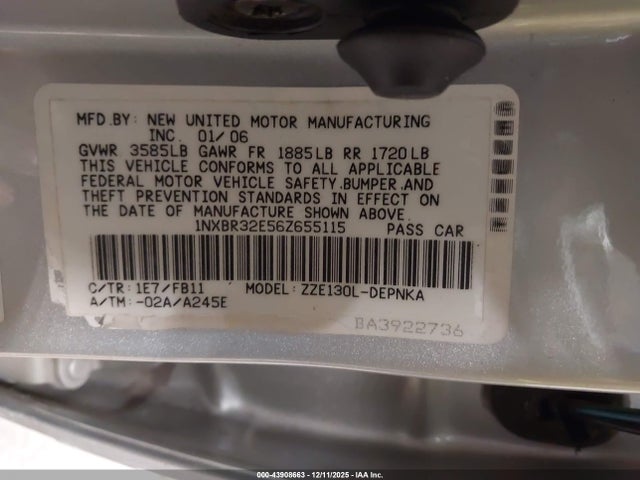 MFD.BY: NEW UNITED MOTOR MANUFACTURING
INC. 01/06
GVWR 3585LB GAWR FR 1885LB RR 1720LB
THIS VEHICLE CONFORMS TO ALL APPLICABLE
FEDERAL MOTOR VEHICLE SAFETY.BUMPER.AND
THEFT PREVENTION STANDARDS IN EFFECT ON
THE DATE OF MANUFACTURE SHOWN ABOVE.
1NXBR32E56Z655115 PASS CAR
C/TR: 1E7/FB11 MODEL: ZZE130L-DEPNKA
A/TM: -02A/A245E
BA3922736
000-43908663 - 12/11/2025 - IAA Inc.